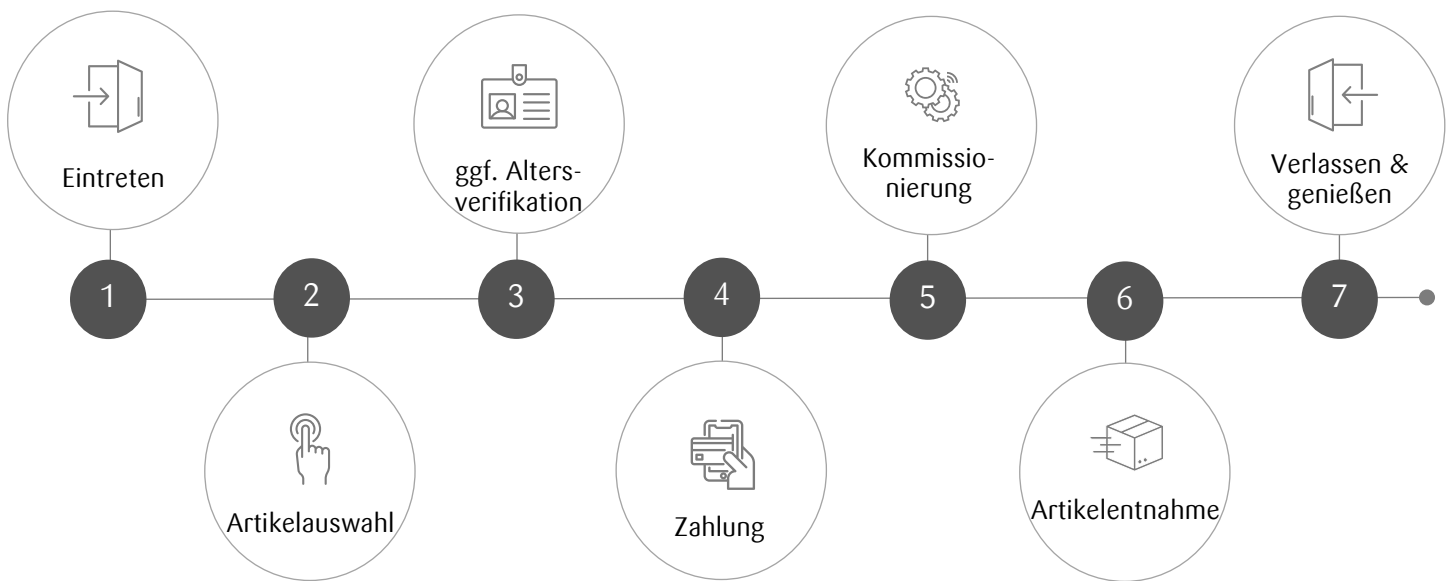 Eintreten
ggf. Alters-
verifikation
Kommissio-
nierung
Verlassen &
genießen
1
2
3
4
5
6
7
Artikelauswahl
Zahlung
Artikelentnahme